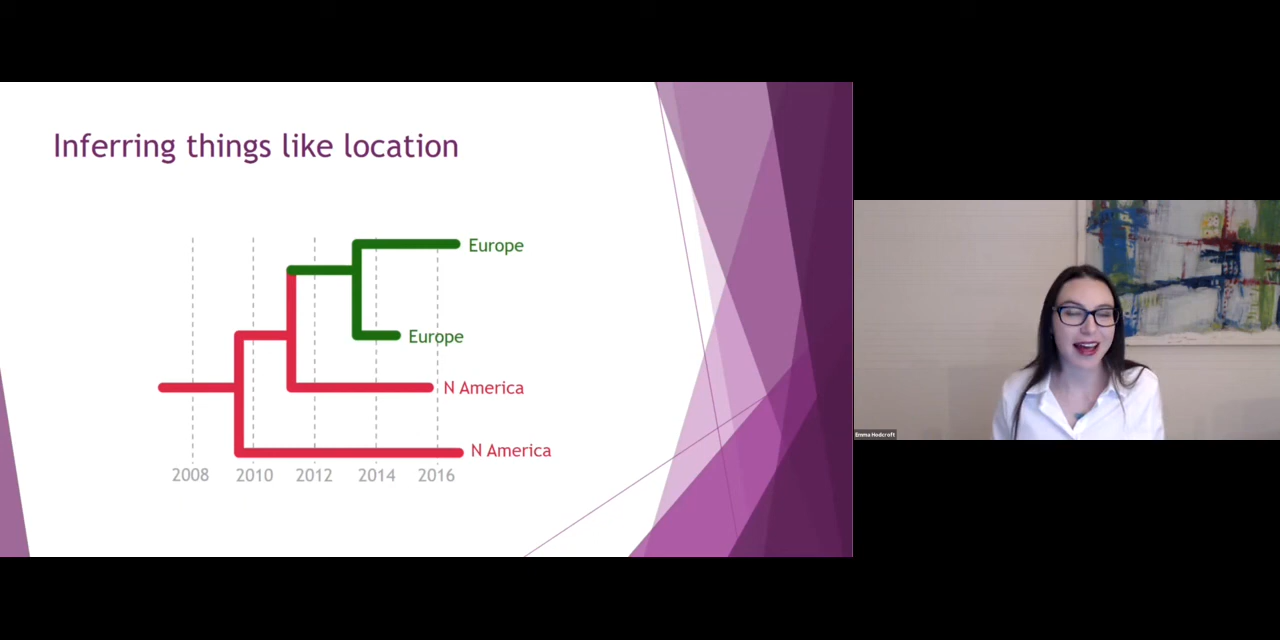 Inferring things like location
Europe
Europe
N America
N America
2008 2010 2012 2014 2016
Emma Hodcroft